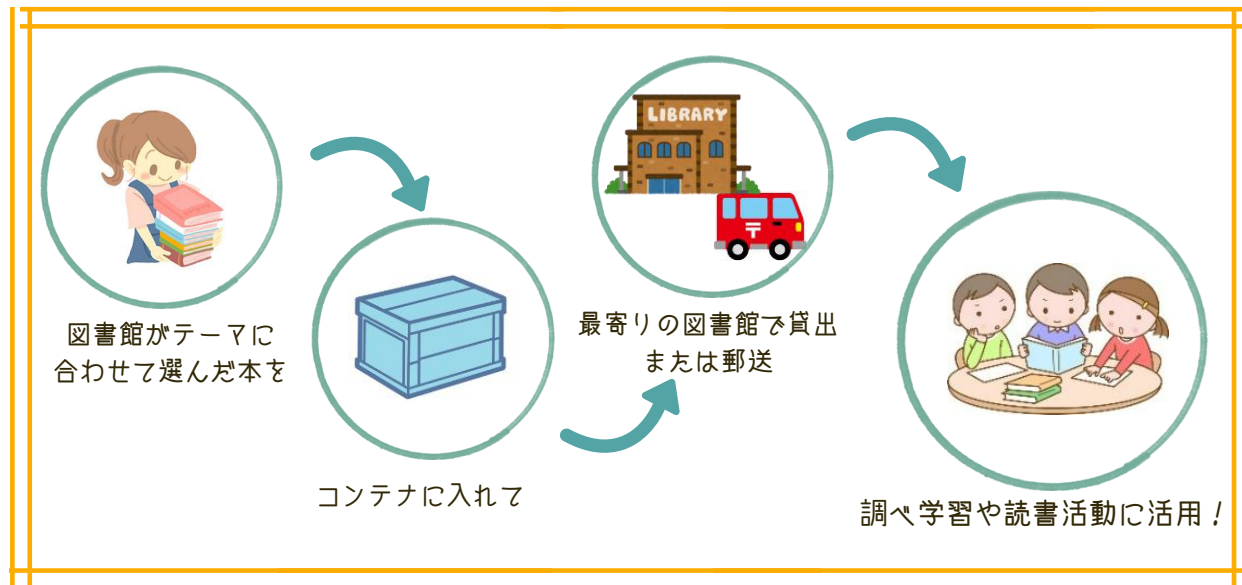 図書館がテーマに
合わせて選んだ本を
コンテナに入れて
LIBRARY
〒
最寄りの図書館で貸出
または郵送
調べ学習や読書活動に活用！